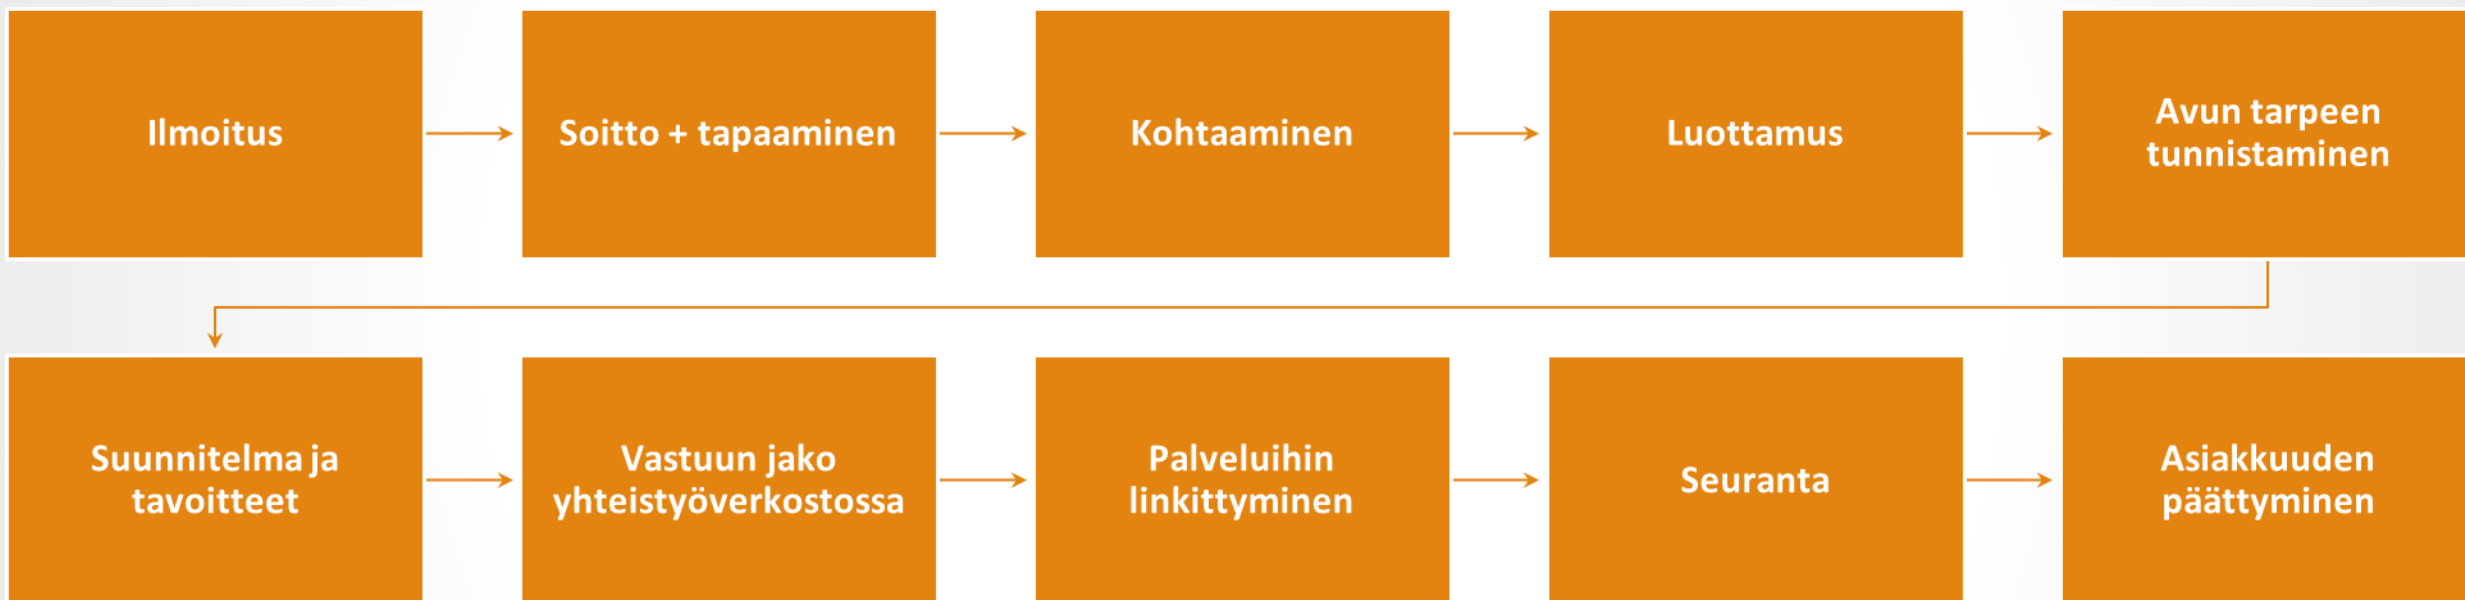 Ilmoitus
Soitto + tapaaminen
Kohtaaminen
Luottamus
Avun tarpeen
tunnistaminen
Suunnitelma ja
tavoitteet
Vastuun jako
yhteistyöverkostossa
Palveluihin
linkittyminen
Seuranta
Asiakkuuden
päättyminen